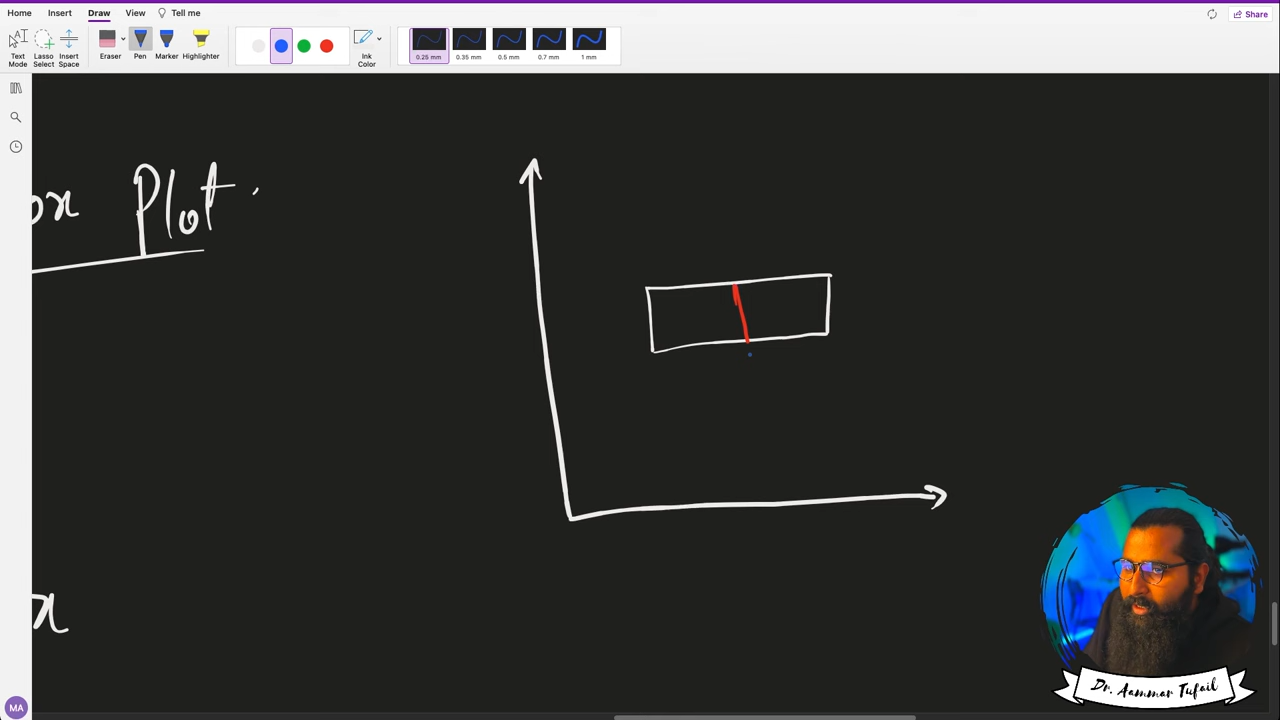 Home Insert Draw View Tell me Share
Text Mode Lasso Select Insert Space Eraser Pen Marker Highlighter Ink Color 0.25 mm 0.35 mm 0.5 mm 0.7 mm 1 mm
ox Plot
x
Dr. Aammar Tufail
MA